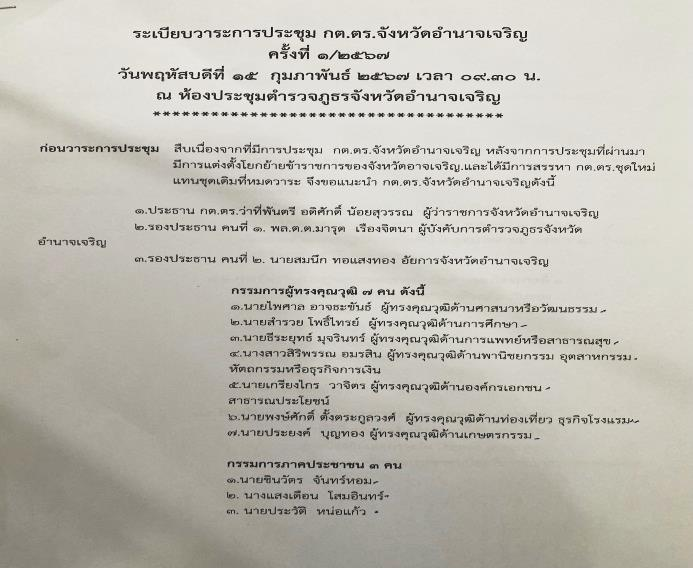 ระเบียบวาระการประชุม กต.ตร.จังหวัดอำนาจเจริญ
ครั้งที่ ๑/๒๕๖๗
วันพฤหัสบดีที่ ๑๕ กุมภาพันธ์ ๒๕๖๗ เวลา ๐๙.๓๐ น.
ณ ห้องประชุมตำรวจภูธรจังหวัดอำนาจเจริญ
************************************
ก่อนวาระการประชุม สืบเนื่องจากที่มีการประชุม กต.ตร.จังหวัดอำนาจเจริญ หลังจากการประชุมที่ผ่านมา
มีการแต่งตั้งโยกย้ายข้าราชการของจังหวัดอาจเจริญ.และได้มีการสรรหา กต.ตร.ชุดใหม่
แทนชุดเดิมที่หมดวาระ จึงขอแนะนำ กต.ตร.จังหวัดอำนาจเจริญดังนี้
๑.ประธาน กต.ตร.ว่าที่พันตรี อดิศักดิ์ น้อยสุวรรณ ผู้ว่าราชการจังหวัดอำนาจเจริญ
๒.รองประธาน คนที่ ๑. พล.ต.ต.มารุต เรืองจิตนา ผู้บังคับการตำรวจภูธรจังหวัด
อำนาจเจริญ
๓.รองประธาน คนที่ ๒. นายสมนึก ทอแสงทอง อัยการจังหวัดอำนาจเจริญ
กรรมการผู้ทรงคุณวุฒิ ๗ คน ดังนี้
๑.นายไพศาล อาจธะขันธ์ ผู้ทรงคุณวุฒิด้านศาสนาหรือวัฒนธรรม
๒.นายสำรวย โพธิ์ไทรย์ ผู้ทรงคุณวุฒิด้านการศึกษา
๓.นายธีระยุทธ์ มุจรินทร์ ผู้ทรงคุณวุฒิด้านการแพทย์หรือสาธารณสุข
๔.นางสาวสิริพรรณ อมรสิน ผู้ทรงคุณวุฒิด้านพานิชยกรรม อุตสาหกรรม
หัตถกรรมหรือธุรกิจการเงิน
๕.นายเกรียงไกร วาจิตร ผู้ทรงคุณวุฒิด้านองค์กรเอกชน
สาธารณประโยชน์
๖.นายพงษ์ศักดิ์ ตั้งตระกูลวงศ์ ผู้ทรงคุณวุฒิด้านท่องเที่ยว ธุรกิจโรงแรม
๗.นายประยงค์ บุญทอง ผู้ทรงคุณวุฒิด้านเกษตรกรรม
กรรมการภาคประชาชน ๓ คน
๑.นายชินวัตร จันทร์หอม
๒. นางแสงเดือน โสมอินทร์
๓. นายประวัติ หน่อแก้ว